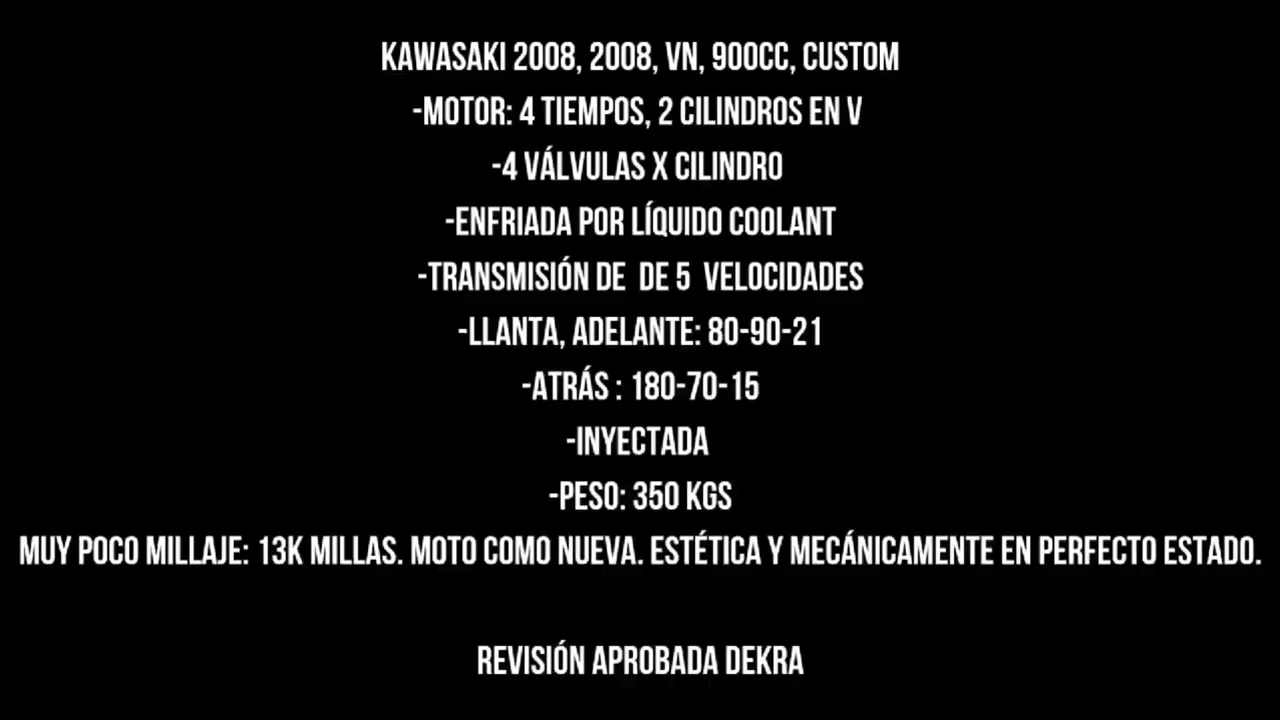 KAWASAKI 2008, 2008, VN, 900CC, CUSTOM
-MOTOR: 4 TIEMPOS, 2 CILINDROS EN V
-4 VÁLVULAS X CILINDRO
-ENFRIADA POR LÍQUIDO COOLANT
-TRANSMISIÓN DE  DE 5  VELOCIDADES
-LLANTA, ADELANTE: 80-90-21
-ATRÁS : 180-70-15
-INYECTADA
-PESO: 350 KGS
MUY POCO MILLAJE: 13K MILLAS. MOTO COMO NUEVA. ESTÉTICA Y MECÁNICAMENTE EN PERFECTO ESTADO.
REVISIÓN APROBADA DEKRA